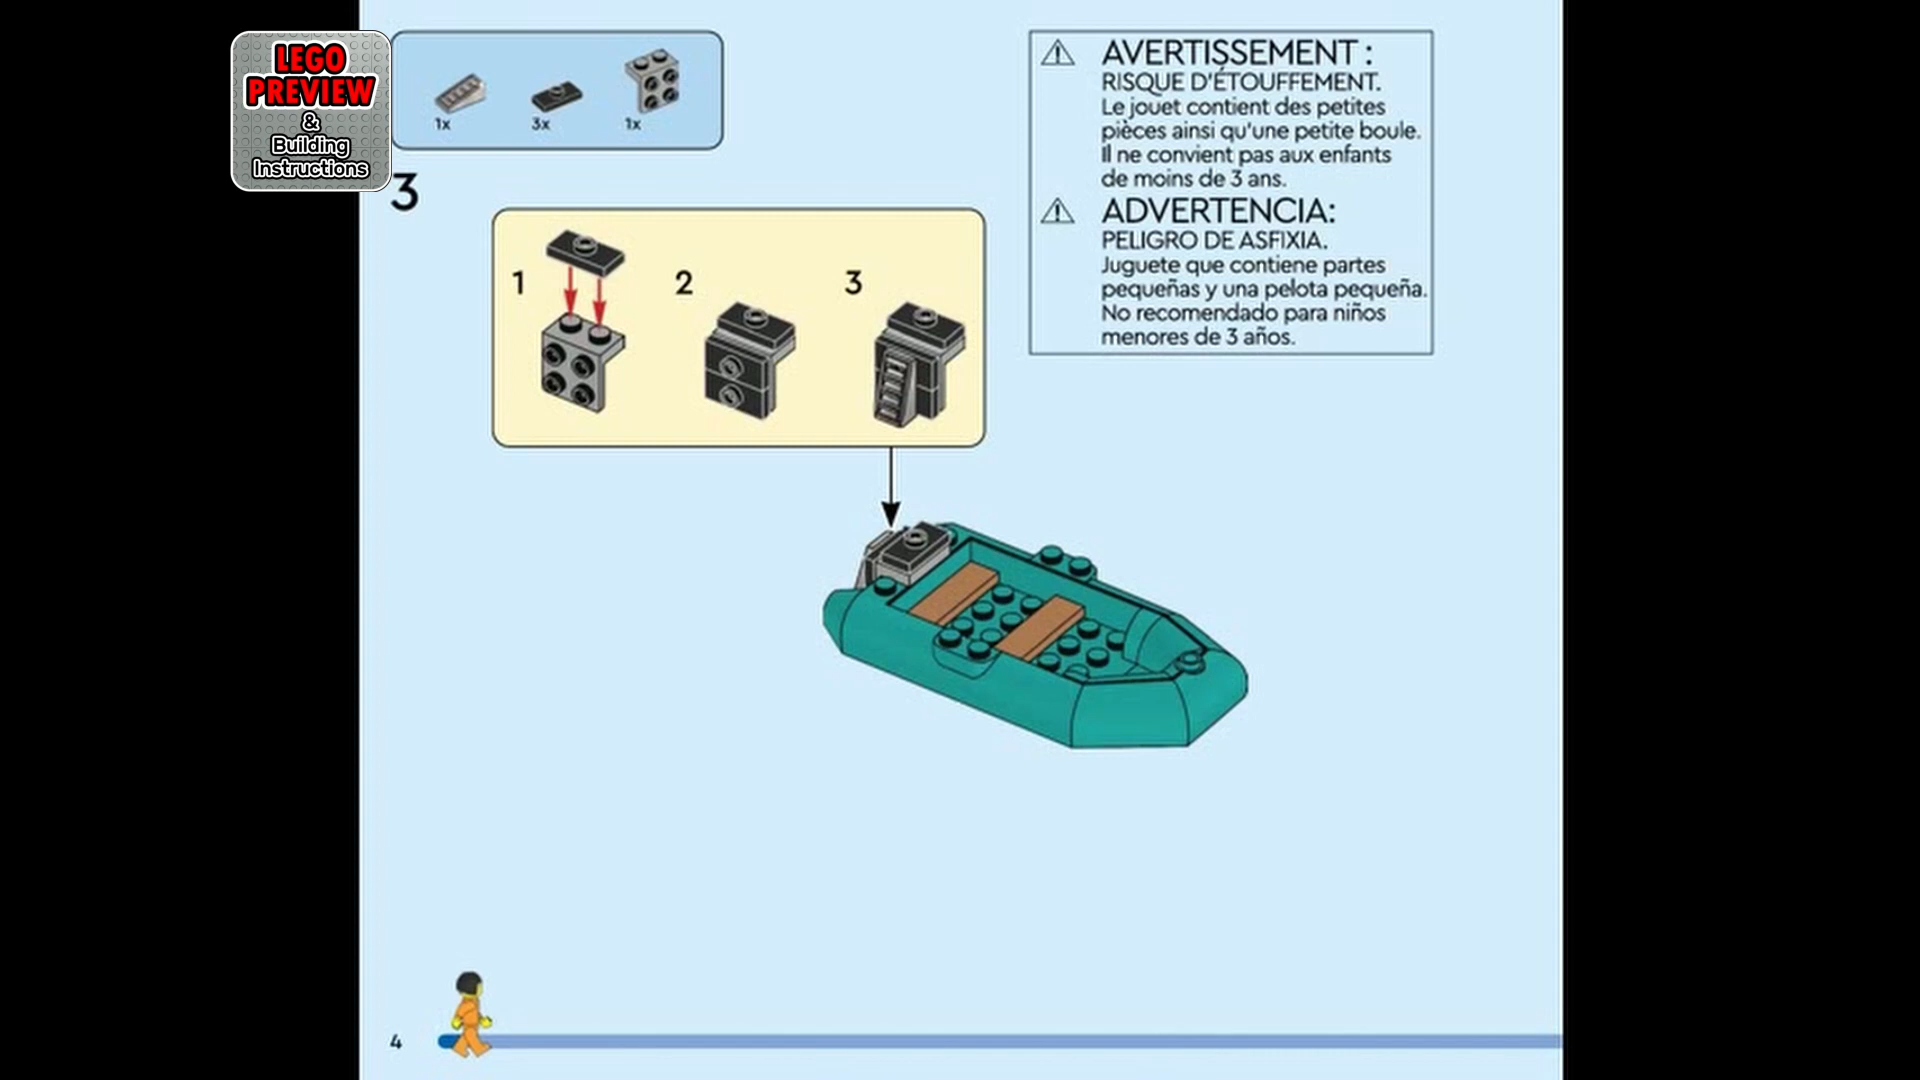 LEGO
PREVIEW
&
Building
Instructions
1x
3x
1x
3
1
2
3
AVERTISSEMENT :
RISQUE D'ÉTOUFFEMENT.
Le jouet contient des petites
pièces ainsi qu'une petite boule.
Il ne convient pas aux enfants
de moins de 3 ans.
ADVERTENCIA:
PELIGRO DE ASFIXIA.
Juguete que contiene partes
pequeñas y una pelota pequeña.
No recomendado para niños
menores de 3 años.
4